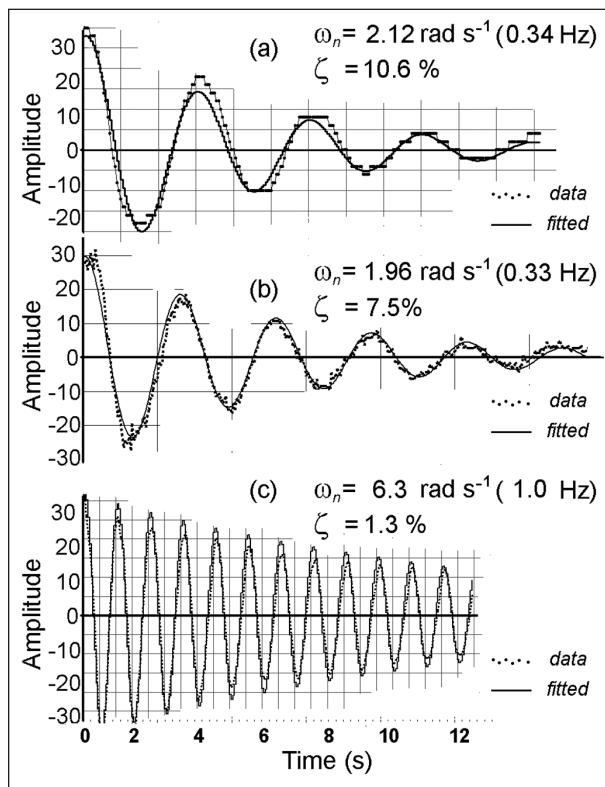 (a)
ωn = 2.12 rad s⁻¹ (0.34 Hz)
ζ = 10.6 %
30
20
10
0
-10
-20
Amplitude
data
fitted
(b)
ωn = 1.96 rad s⁻¹ (0.33 Hz)
ζ = 7.5%
30
20
10
0
-10
-20
-30
Amplitude
data
fitted
(c)
ωn = 6.3 rad s⁻¹ ( 1.0 Hz)
ζ = 1.3 %
30
20
10
0
-10
-20
-30
Amplitude
data
fitted
0 2 4 6 8 10 12
Time (s)